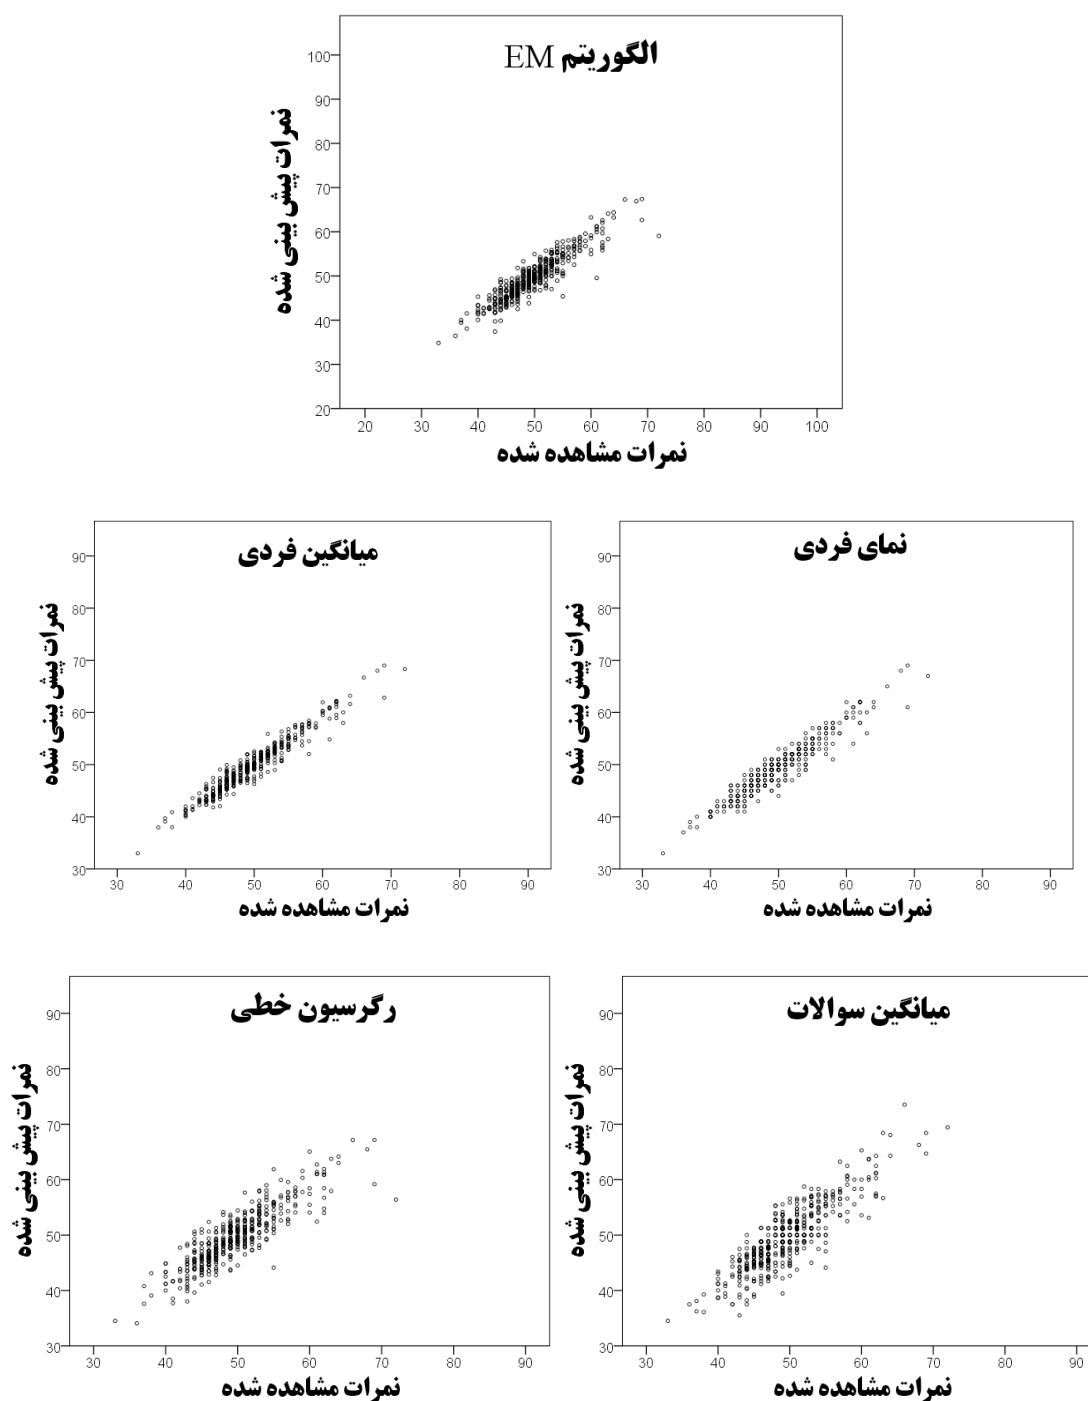 الگوریتم EM
نمرات پیش بینی شده
100
90
80
70
60
50
40
30
20
20 30 40 50 60 70 80 90 100
نمرات مشاهده شده
میانگین فردی
نمرات پیش بینی شده
90
80
70
60
50
40
30
30 40 50 60 70 80 90
نمرات مشاهده شده
نمای فردی
نمرات پیش بینی شده
90
80
70
60
50
40
30
30 40 50 60 70 80 90
نمرات مشاهده شده
رگرسیون خطی
نمرات پیش بینی شده
90
80
70
60
50
40
30
30 40 50 60 70 80 90
نمرات مشاهده شده
میانگین سوالات
نمرات پیش بینی شده
90
80
70
60
50
40
30
30 40 50 60 70 80 90
نمرات مشاهده شده